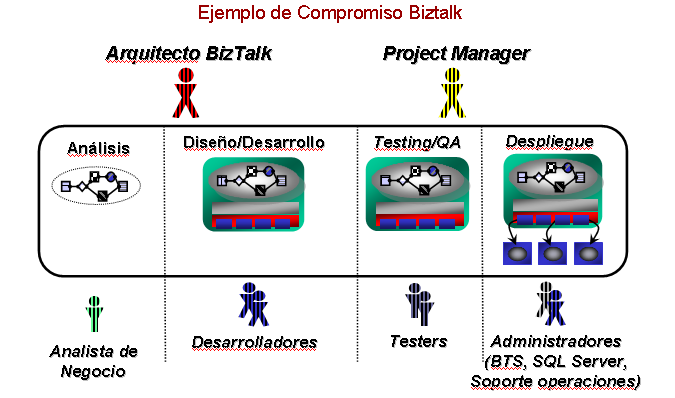 Ejemplo de Compromiso Biztalk
Arquitecto BizTalk
Project Manager
Análisis
Diseño/Desarrollo
Testing/QA
Despliegue
Analista de
Negocio
Desarrolladores
Testers
Administradores
(BTS, SQL Server,
Soporte operaciones)